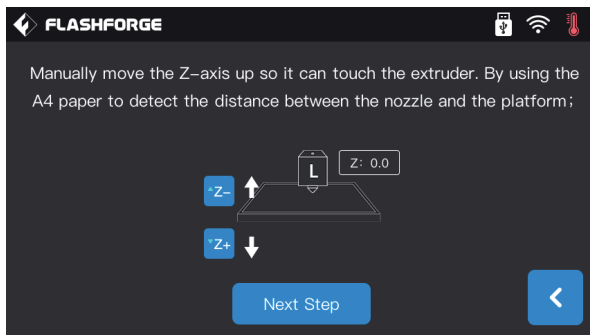 FLASHFORGE
Manually move the Z-axis up so it can touch the extruder. By using the
A4 paper to detect the distance between the nozzle and the platform;
L
Z: 0.0
Z-
Z+
Next Step